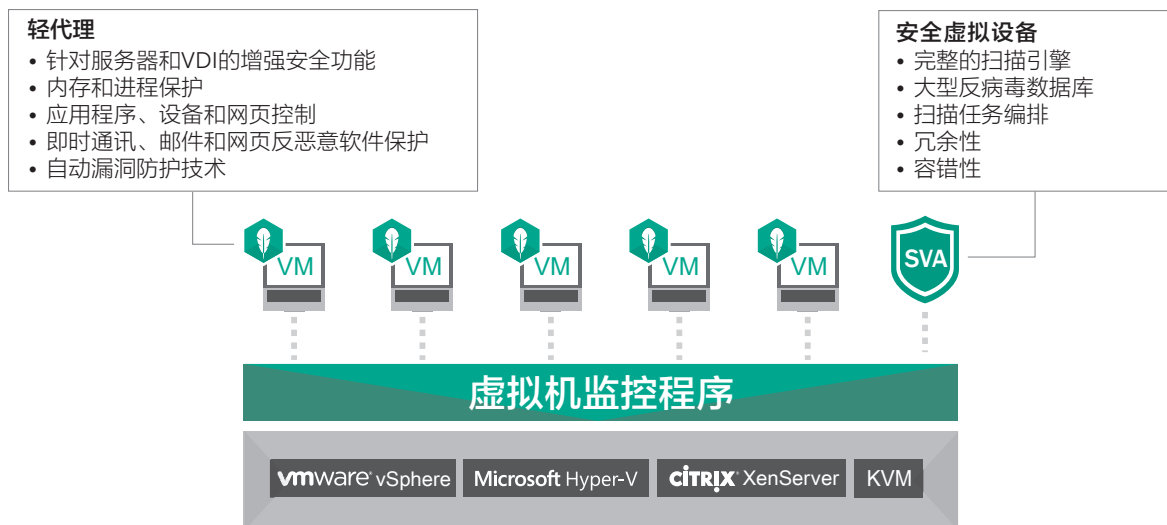 轻代理
• 针对服务器和VDI的增强安全功能
• 内存和进程保护
• 应用程序、设备和网页控制
• 即时通讯、邮件和网页反恶意软件保护
• 自动漏洞防护技术
安全虚拟设备
• 完整的扫描引擎
• 大型反病毒数据库
• 扫描任务编排
• 冗余性
• 容错性
VM VM VM VM VM SVA
虚拟机监控程序
vmware vSphere Microsoft Hyper-V CITRIX XenServer KVM